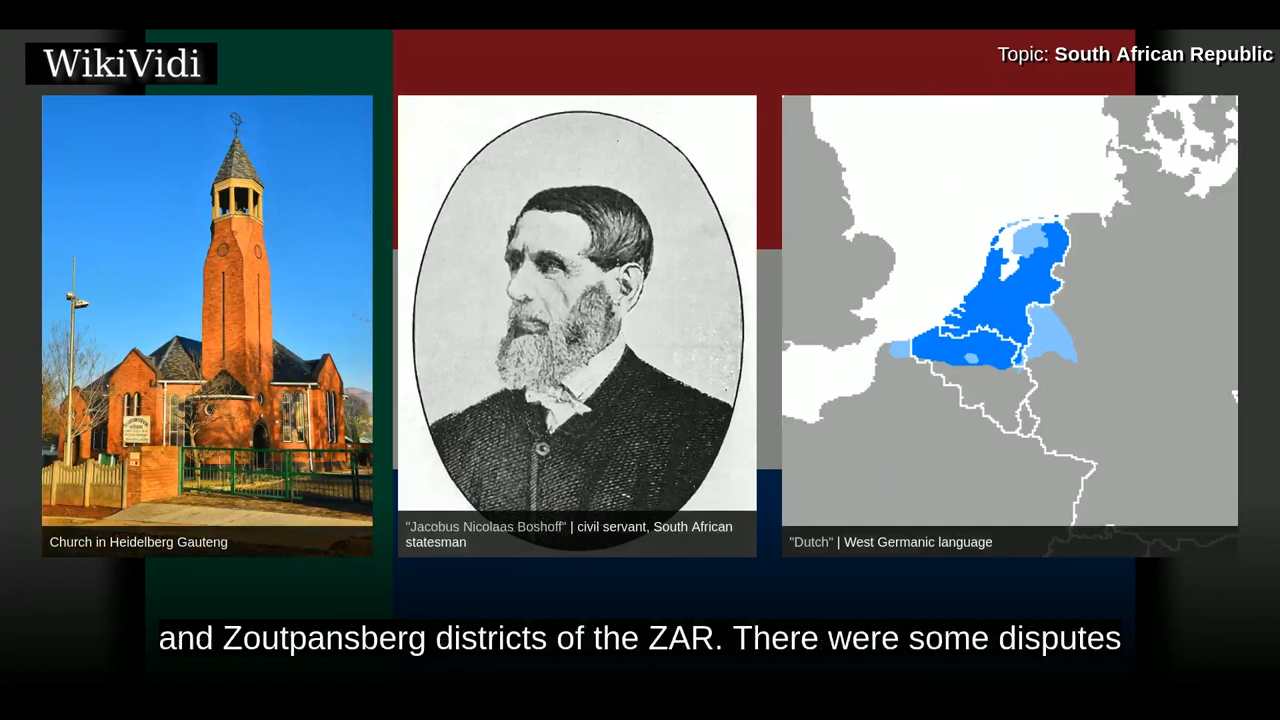 WikiVidi
Topic: South African Republic
Church in Heidelberg Gauteng
"Jacobus Nicolaas Boshoff" | civil servant, South African
statesman
"Dutch" | West Germanic language
and Zoutpansberg districts of the ZAR. There were some disputes